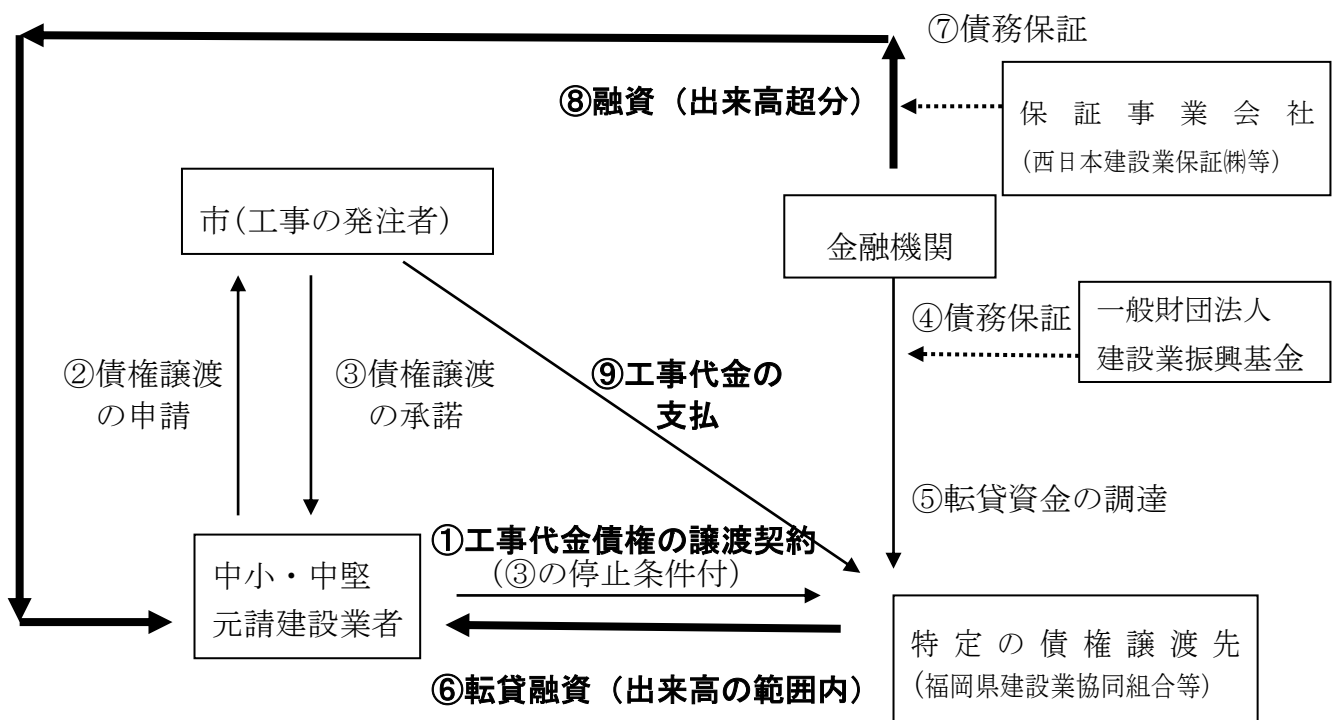 ⑦債務保証
⑧融資（出来高超分）
保証事業会社
(西日本建設業保証㈱等)
市(工事の発注者)
金融機関
④債務保証
一般財団法人
建設業振興基金
②債権譲渡
の申請
③債権譲渡
の承諾
⑨工事代金の
支払
⑤転貸資金の調達
①工事代金債権の譲渡契約
(③の停止条件付)
中小・中堅
元請建設業者
特定の債権譲渡先
(福岡県建設業協同組合等)
⑥転貸融資（出来高の範囲内）